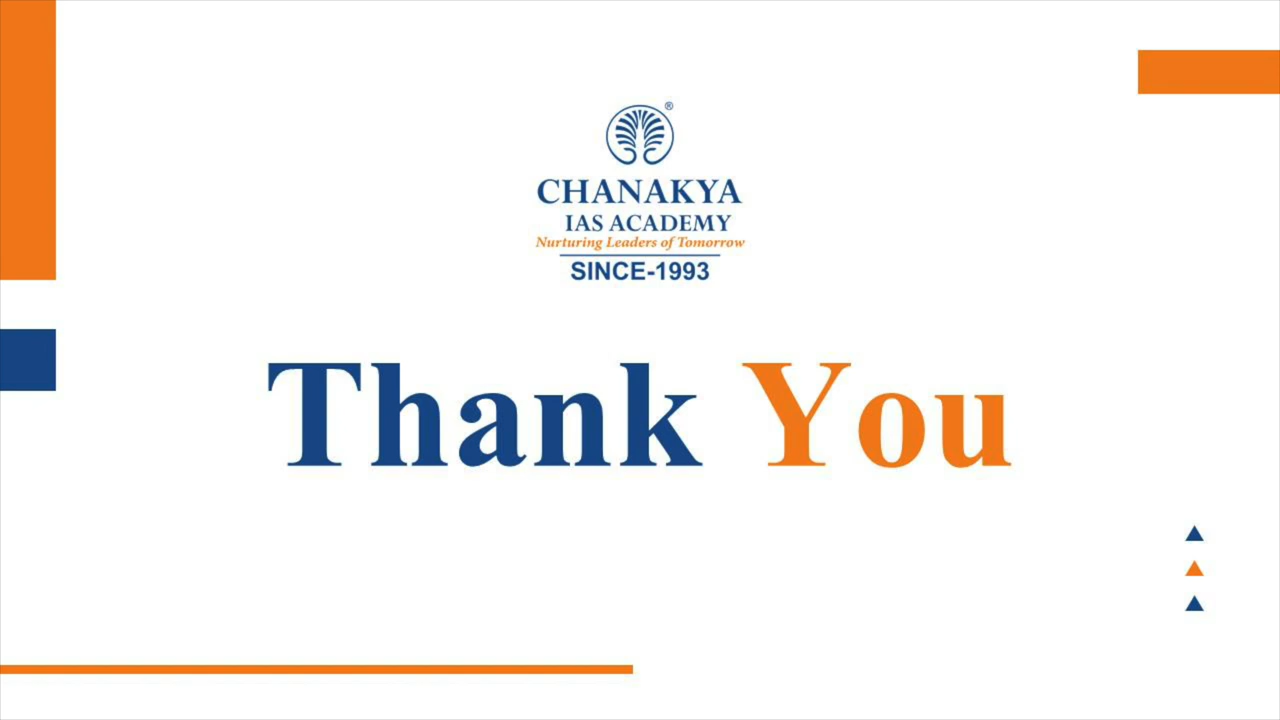 ®
CHANAKYA
IAS ACADEMY
Nurturing Leaders of Tomorrow
SINCE-1993
Thank You